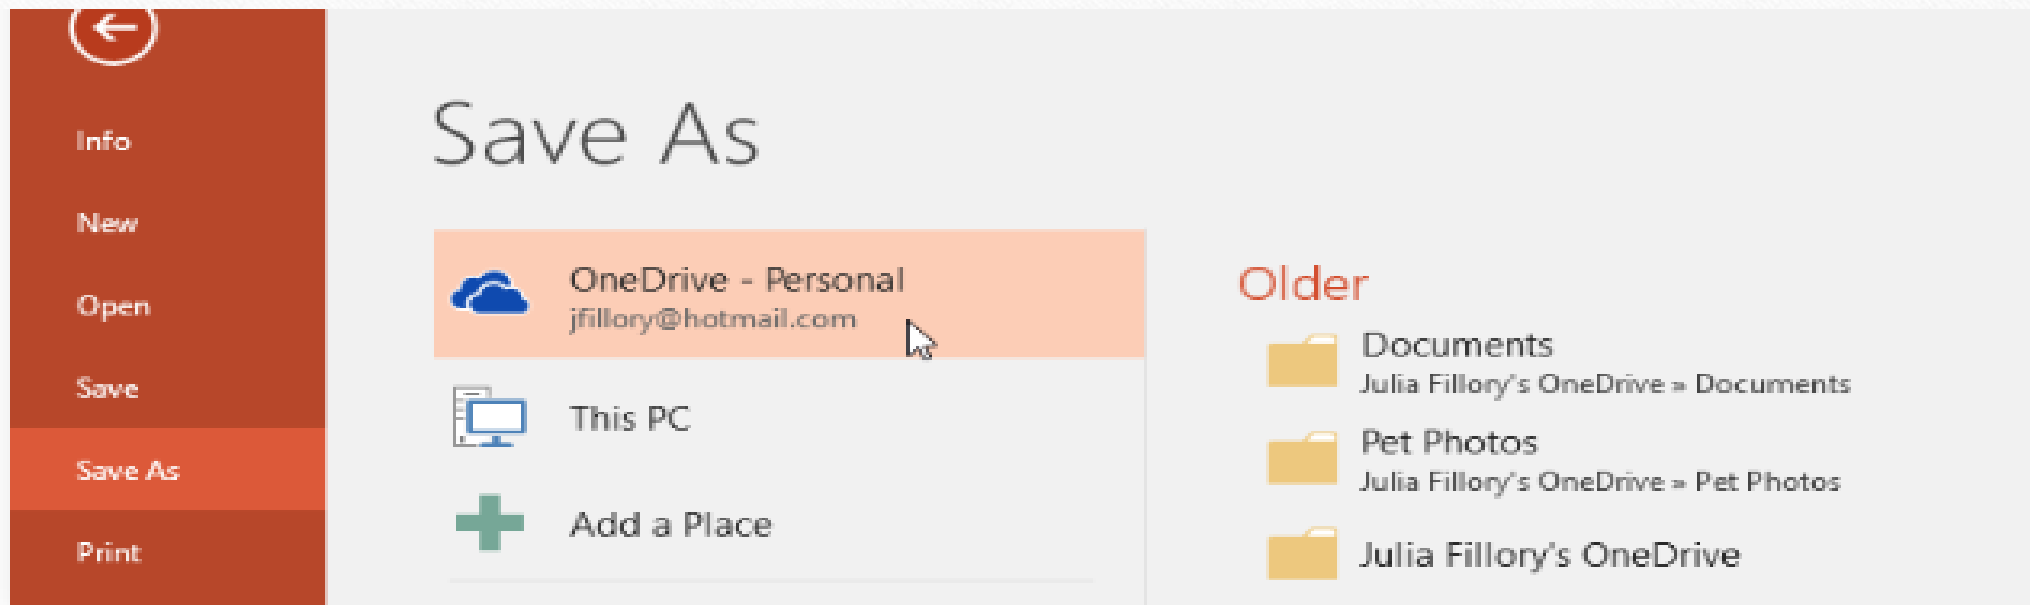 Info
New
Open
Save
Save As
Print
Save As
OneDrive - Personal
jfillory@hotmail.com
This PC
Add a Place
Older
Documents
Julia Fillory's OneDrive » Documents
Pet Photos
Julia Fillory's OneDrive » Pet Photos
Julia Fillory's OneDrive